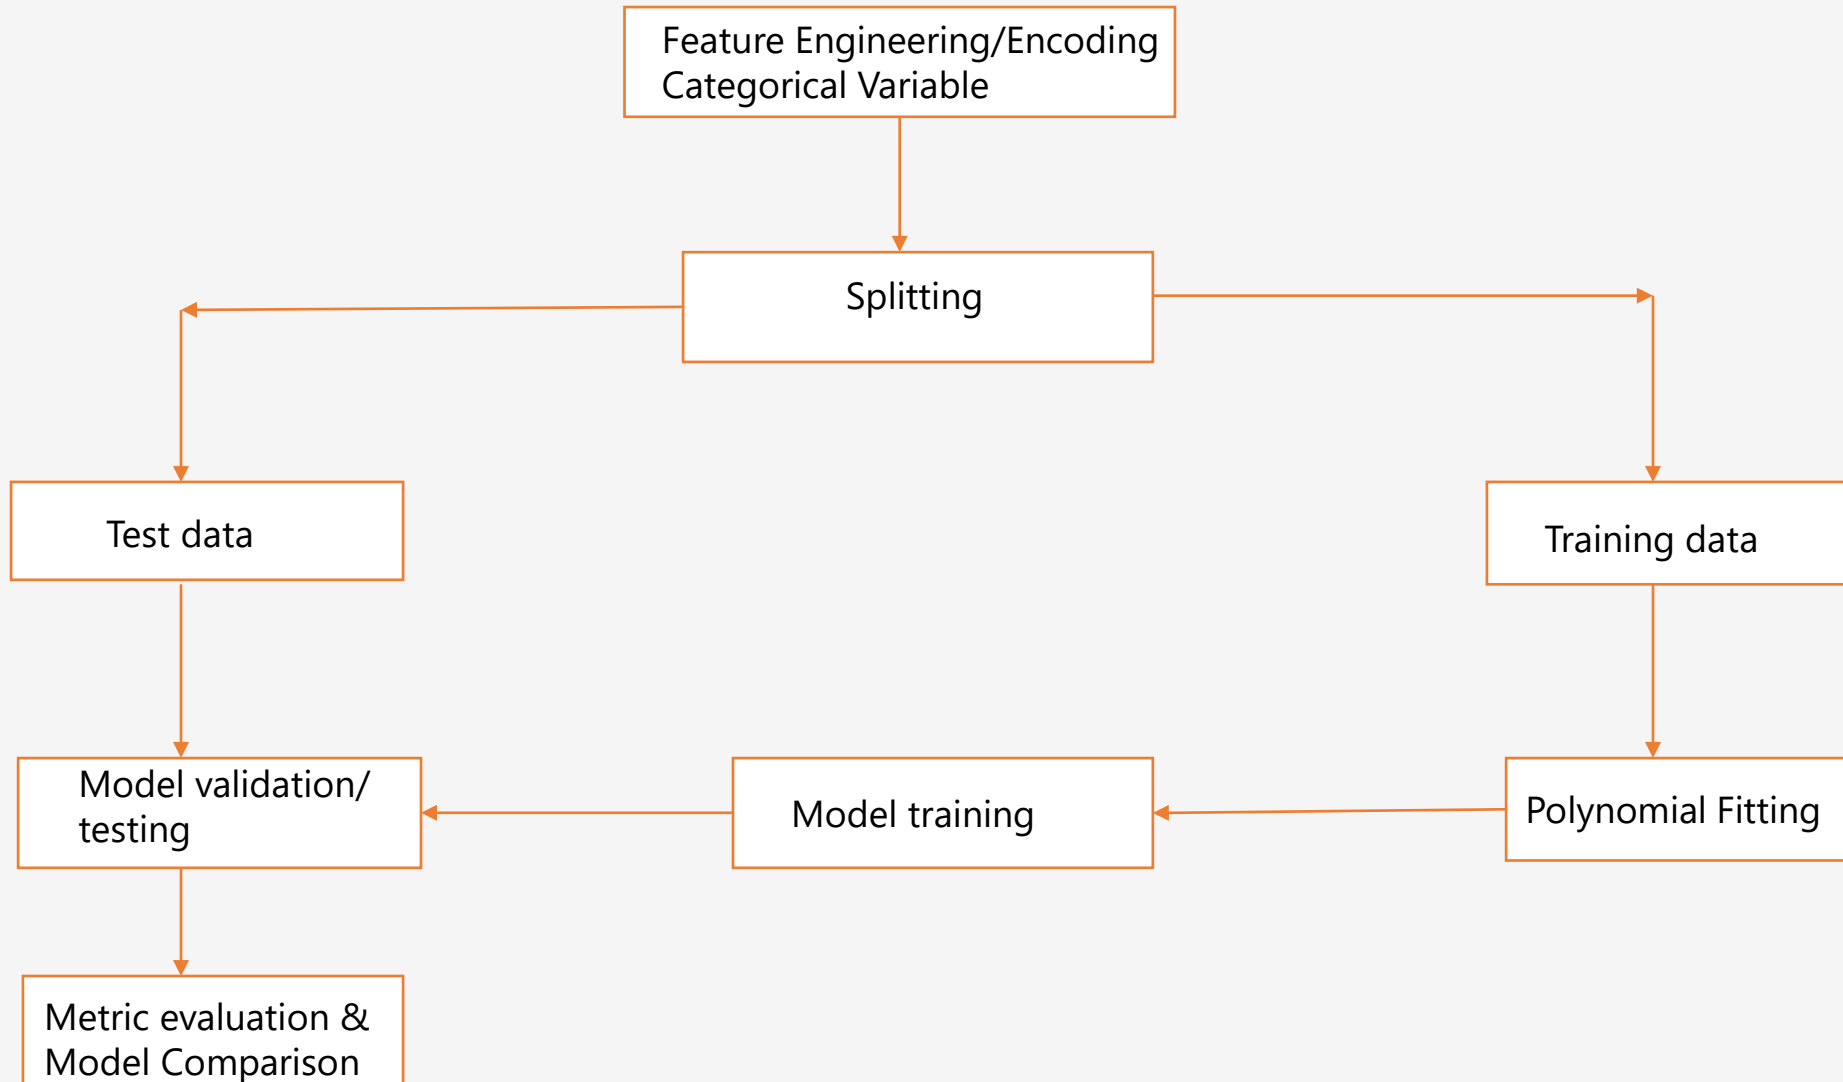 Feature Engineering/Encoding
Categorical Variable
Splitting
Test data
Training data
Model validation/
testing
Model training
Polynomial Fitting
Metric evaluation &
Model Comparison